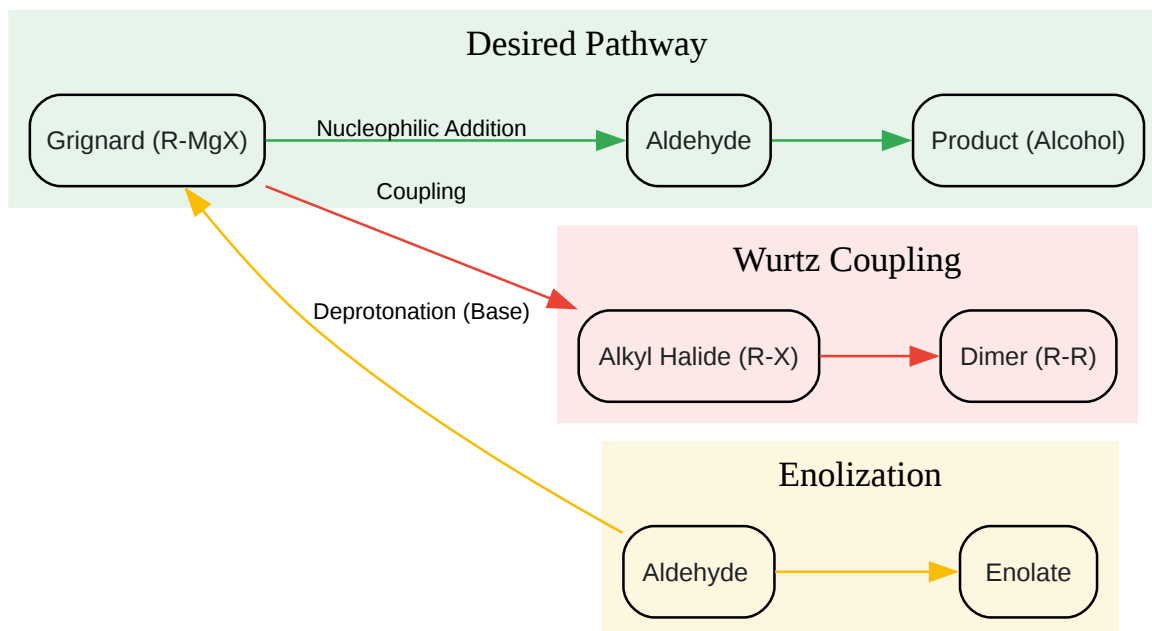 Desired Pathway
Grignard (R-MgX)
Nucleophilic Addition
Aldehyde
Product (Alcohol)
Coupling
Wurtz Coupling
Deprotonation (Base)
Alkyl Halide (R-X)
Dimer (R-R)
Enolization
Aldehyde
Enolate